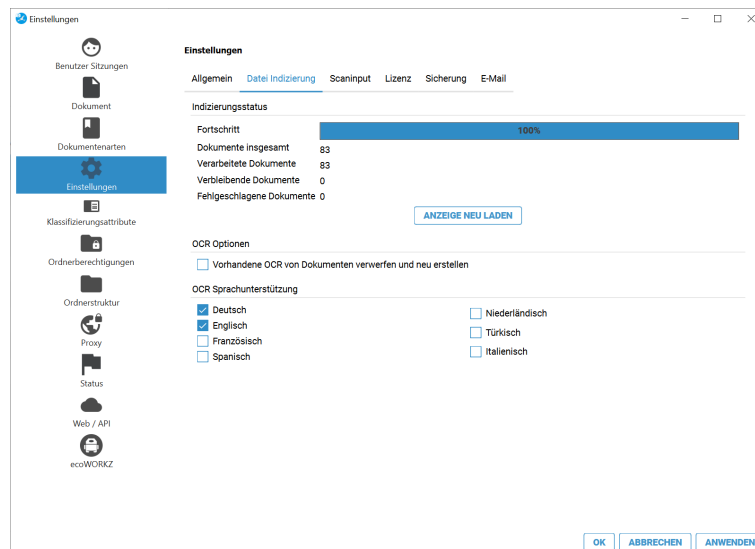 Einstellungen
Benutzer Sitzungen
Dokument
Dokumentenarten
Einstellungen
Klassifizierungsattribute
Ordnerberechtigungen
Ordnerstruktur
Proxy
Status
Web / API
ecoWORKZ
Einstellungen
Allgemein Datei Indizierung Scaninput Lizenz Sicherung E-Mail
Indizierungsstatus
Fortschritt 100%
Dokumente insgesamt 83
Verarbeitete Dokumente 83
Verbleibende Dokumente 0
Fehlgeschlagene Dokumente 0
ANZEIGE NEU LADEN
OCR Optionen
Vorhandene OCR von Dokumenten verwerfen und neu erstellen
OCR Sprachunterstützung
Deutsch
Englisch
Französisch
Spanisch
Niederländisch
Türkisch
Italienisch
OK ABBRECHEN ANWENDEN